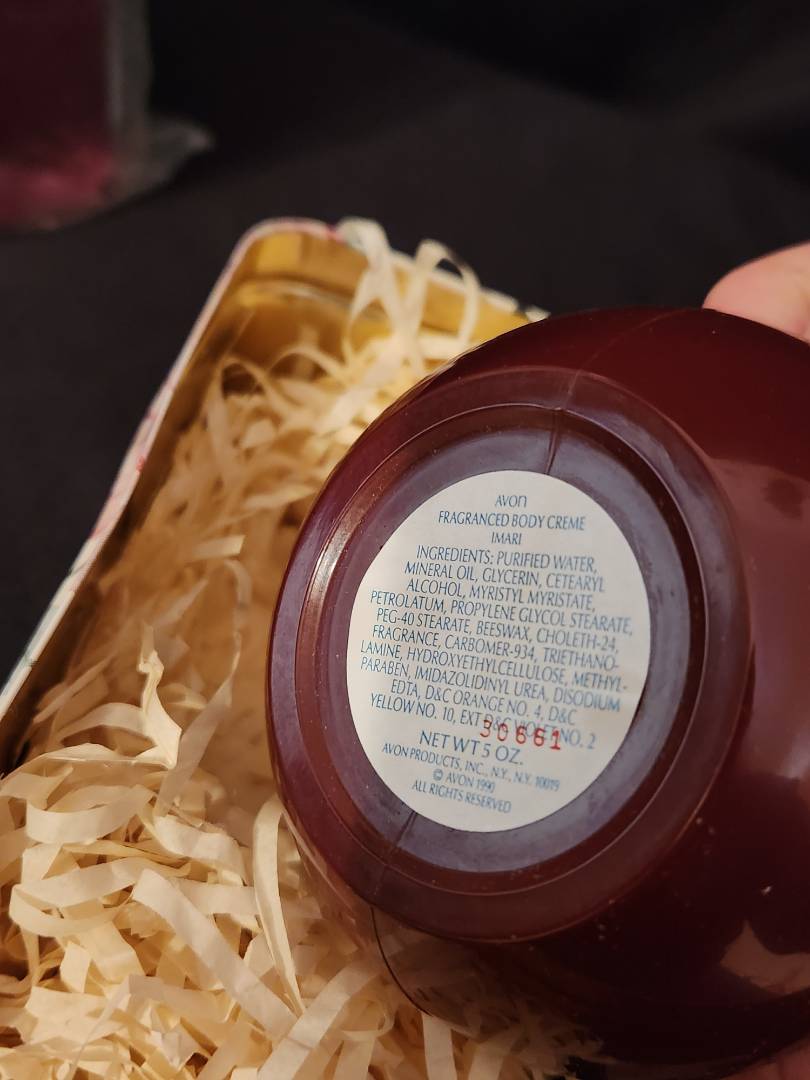 AVON
FRAGRANCED BODY CREME
IMARI
INGREDIENTS: PURIFIED WATER,
MINERAL OIL, GLYCERIN, CETEARYL
ALCOHOL, MYRISTYL MYRISTATE,
PETROLATUM, PROPYLENE GLYCOL STEARATE,
PEG-40 STEARATE, BEESWAX, CHOLETH-24,
FRAGRANCE, CARBOMER-934, TRIETHANO-
LAMINE, HYDROXYETHYLCELLULOSE, METHYL-
PARABEN, IMIDAZOLIDINYL UREA, DISODIUM
EDTA, D&C ORANGE NO. 4, D&C
YELLOW NO. 10, EXT D&C VIOLET NO. 2
30661
NET WT 5 OZ.
AVON PRODUCTS, INC., N.Y., N.Y. 10019
© AVON 1990
ALL RIGHTS RESERVED